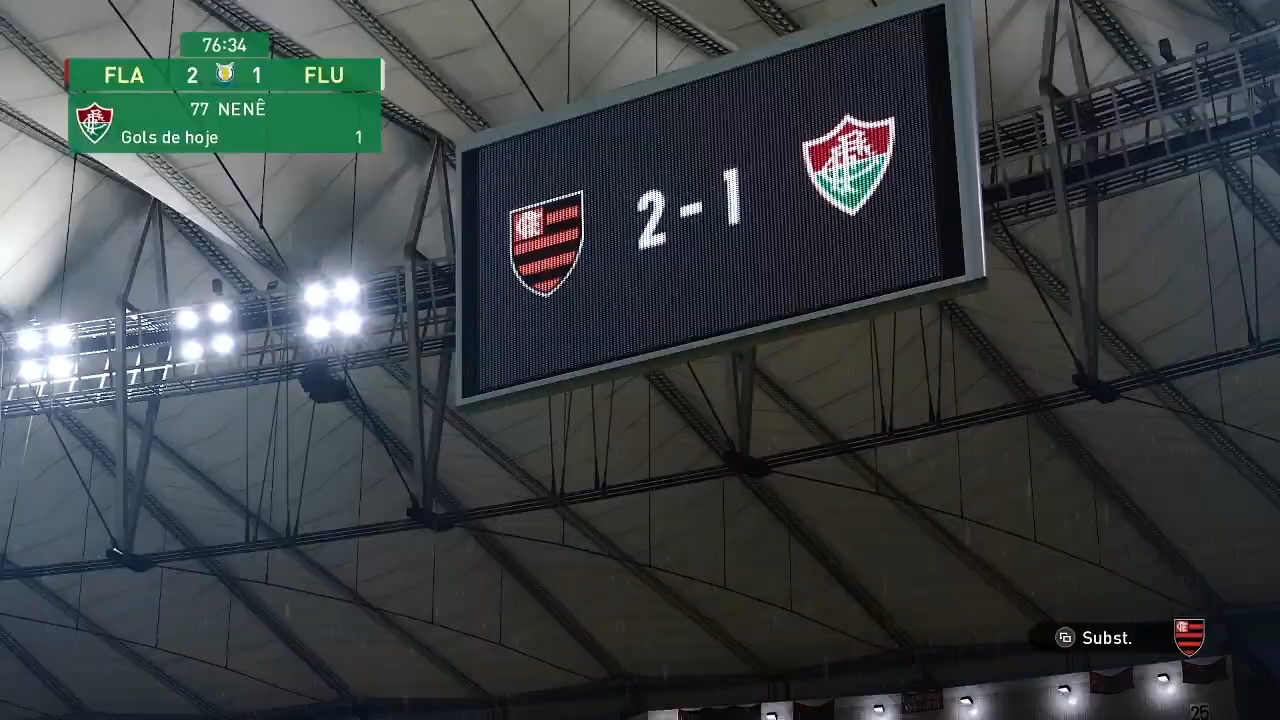 76:34
FLA 2 1 FLU
77 NENÊ
Gols de hoje 1
2 - 1
Subst.
25